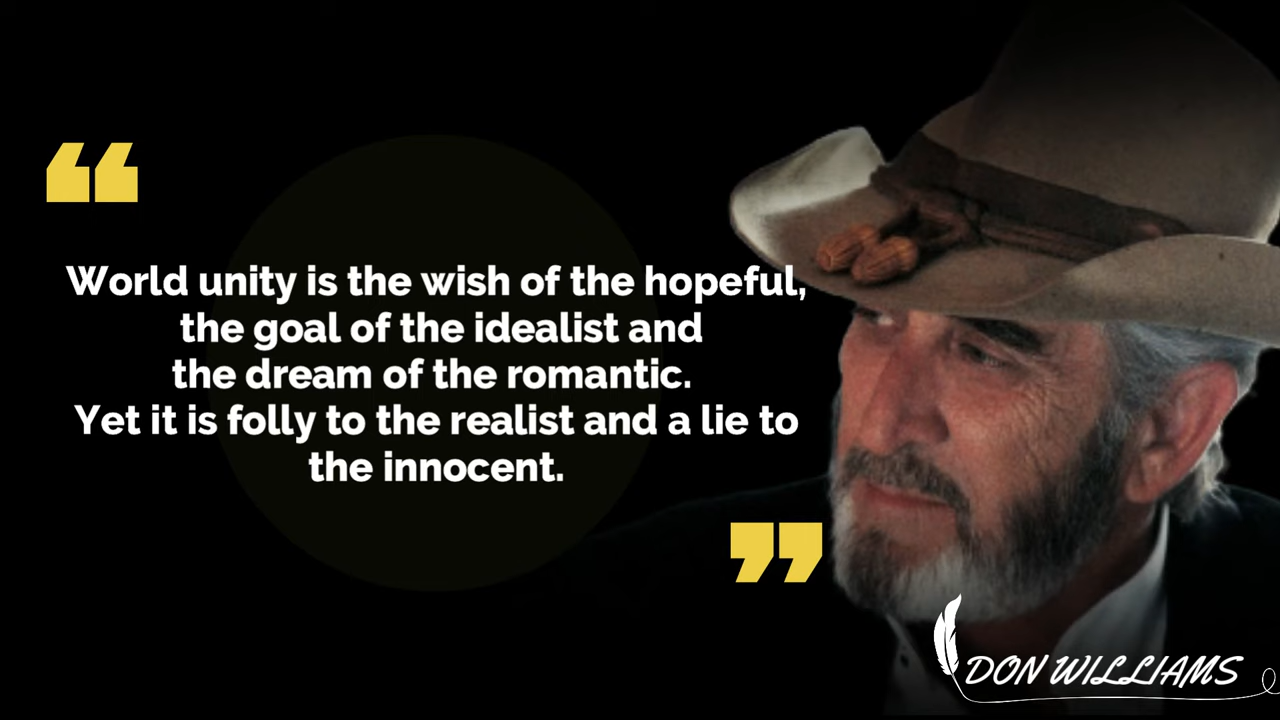 “
World unity is the wish of the hopeful,
the goal of the idealist and
the dream of the romantic.
Yet it is folly to the realist and a lie to
the innocent.
”
DON WILLIAMS